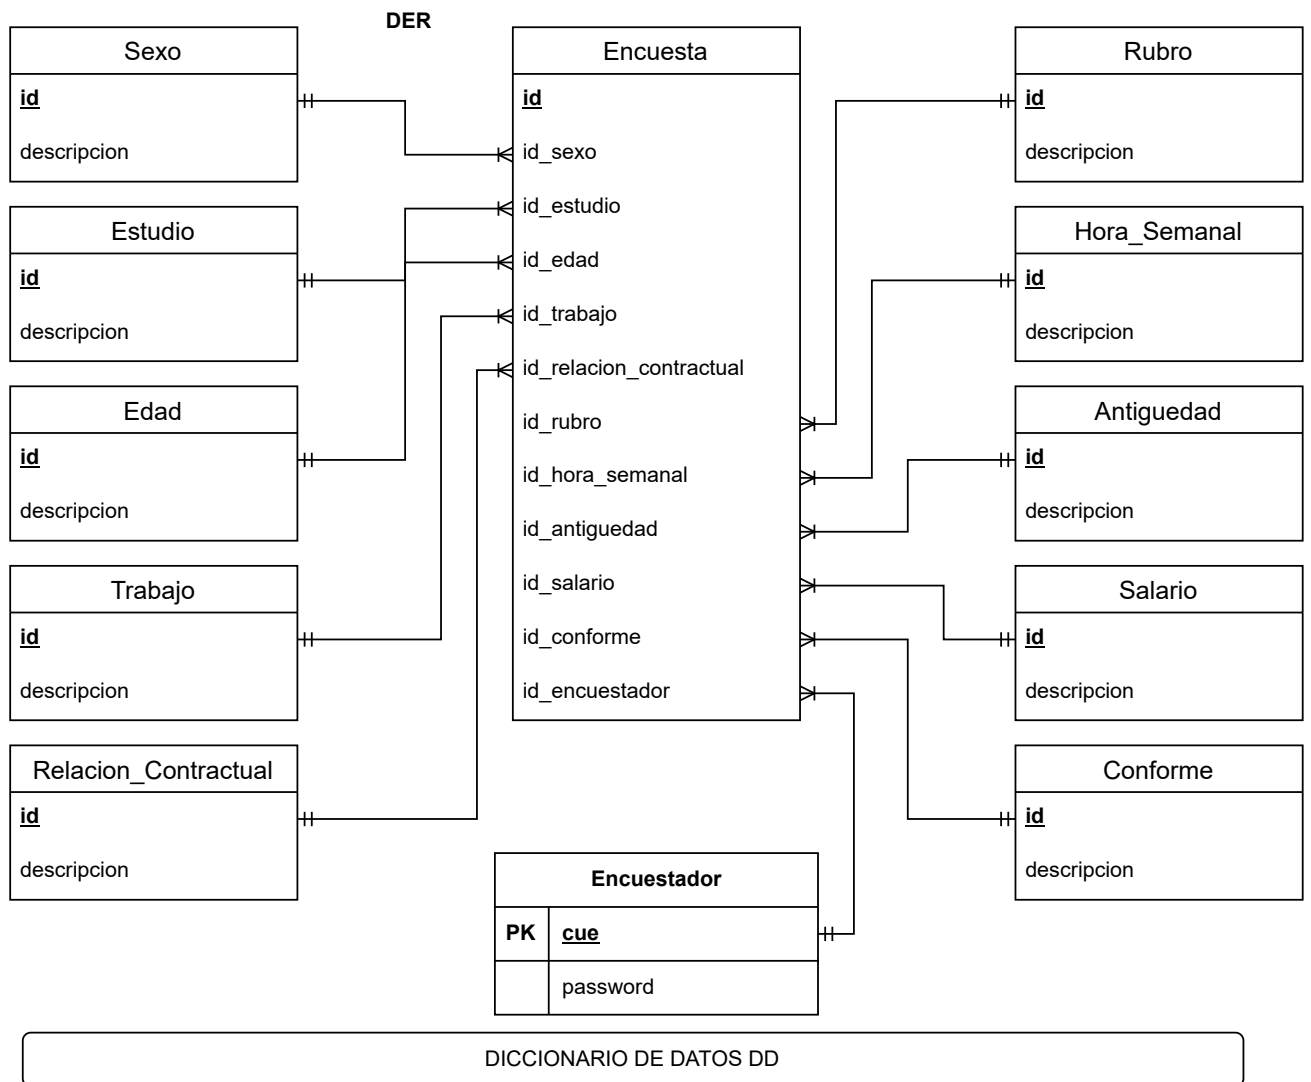 DER
Sexo
id
descripcion
Estudio
id
descripcion
Edad
id
descripcion
Trabajo
id
descripcion
Relacion_Contractual
id
descripcion
Encuesta
id
id_sexo
id_estudio
id_edad
id_trabajo
id_relacion_contractual
id_rubro
id_hora_semanal
id_antiguedad
id_salario
id_conforme
id_encuestador
Rubro
id
descripcion
Hora_Semanal
id
descripcion
Antiguedad
id
descripcion
Salario
id
descripcion
Conforme
id
descripcion
Encuestador
PK cue
password
DICCIONARIO DE DATOS DD